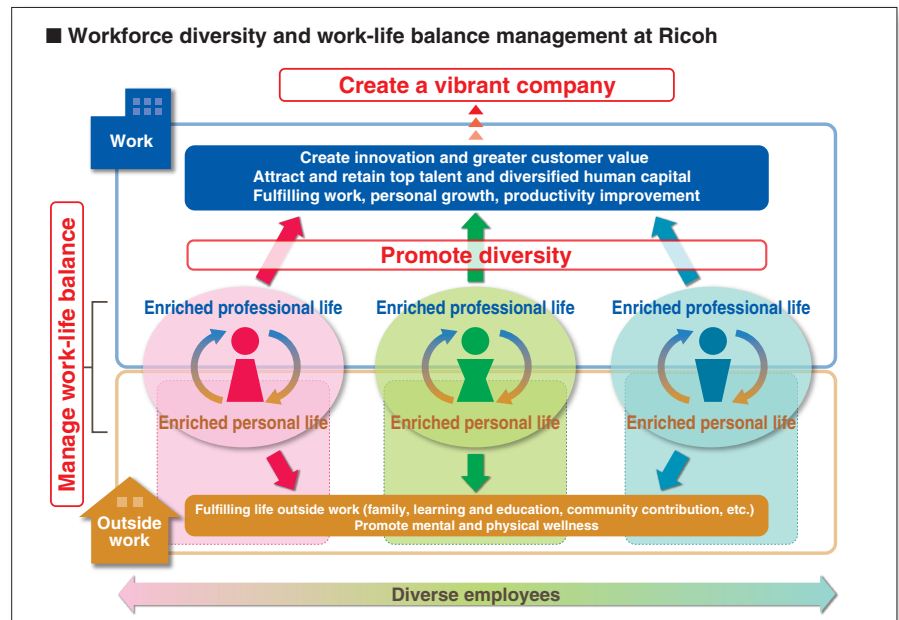 ■ Workforce diversity and work-life balance management at Ricoh
Create a vibrant company
Work
Create innovation and greater customer value
Attract and retain top talent and diversified human capital
Fulfilling work, personal growth, productivity improvement
Manage work-life balance
Promote diversity
Enriched professional life
Enriched professional life
Enriched professional life
Enriched personal life
Enriched personal life
Enriched personal life
Outside
work
Fulfilling life outside work (family, learning and education, community contribution, etc.)
Promote mental and physical wellness
Diverse employees